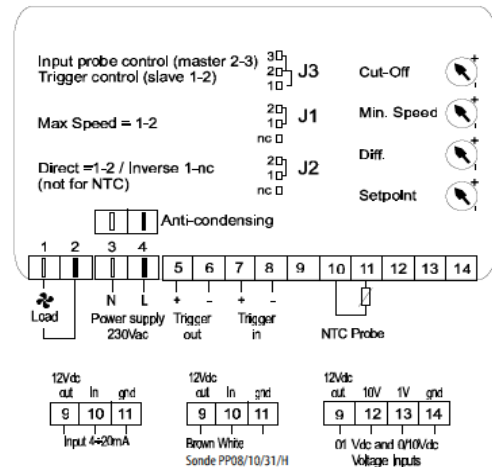 Input probe control (master 2-3)
Trigger control (slave 1-2)
3
2
1
J3
Cut-Off
+
-
Max Speed = 1-2
2
1
nc
J1
Min. Speed
+
-
Direct =1-2 / Inverse 1-nc
(not for NTC)
2
1
nc
J2
Diff.
+
-
Setpoint
+
-
Anti-condensing
1 2 3 4 5 6 7 8 9 10 11 12 13 14
N L + - + -
Load Power supply 230Vac Trigger out Trigger in NTC Probe
12Vdc out In gnd
9 10 11
Input 4÷20mA
12Vdc out In gnd
9 10 11
Brown White
Sonde PP08/10/31/H
12Vdc out 10V 1V gnd
9 12 13 14
01 Vdc and 0/10Vdc
Voltage Inputs